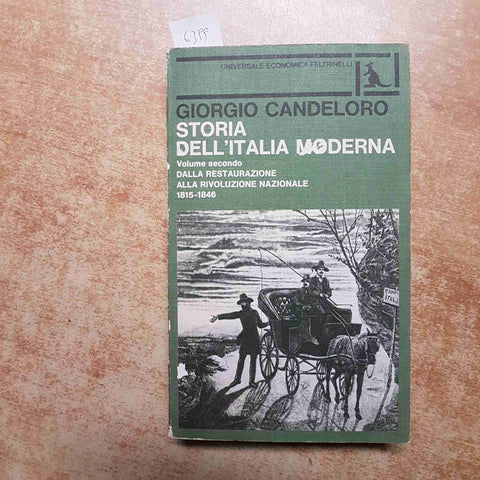 6399
UNIVERSALE ECONOMICA FELTRINELLI
GIORGIO CANDELORO
STORIA
DELL'ITALIA MODERNA
Volume secondo
DALLA RESTAURAZIONE
ALLA RIVOLUZIONE NAZIONALE
1815-1846